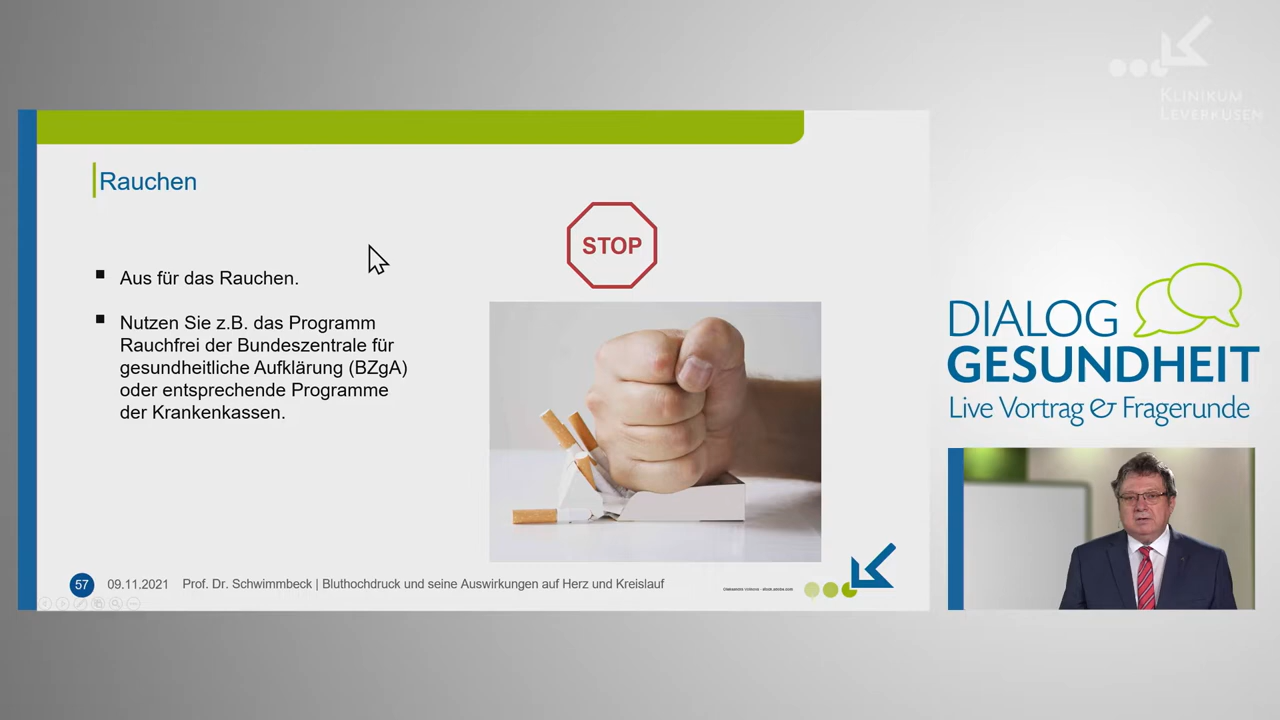 KLINIKUM
LEVERKUSEN
Rauchen
STOP
Aus für das Rauchen.
Nutzen Sie z.B. das Programm
Rauchfrei der Bundeszentrale für
gesundheitliche Aufklärung (BZgA)
oder entsprechende Programme
der Krankenkassen.
57 09.11.2021 Prof. Dr. Schwimmbeck | Bluthochdruck und seine Auswirkungen auf Herz und Kreislauf
DIALOG
GESUNDHEIT
Live Vortrag & Fragerunde